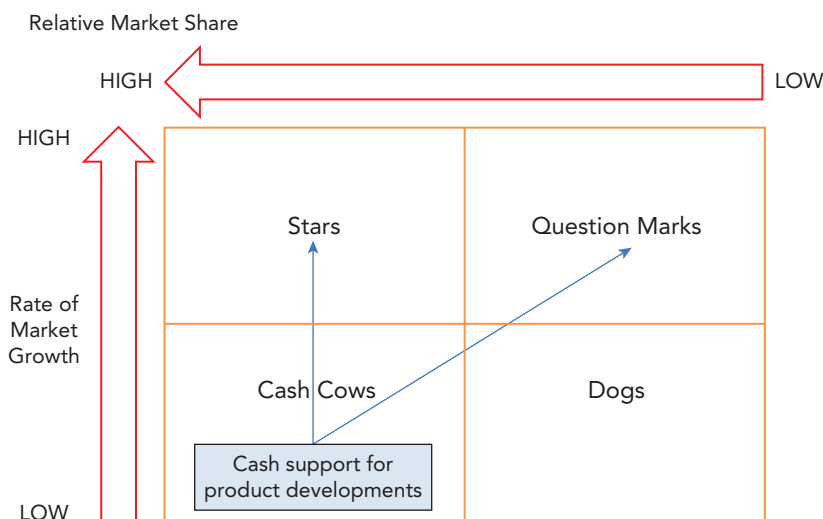 Relative Market Share
HIGH
LOW
HIGH
Stars
Question Marks
Rate of
Market
Growth
Cash Cows
Dogs
Cash support for
product developments
LOW